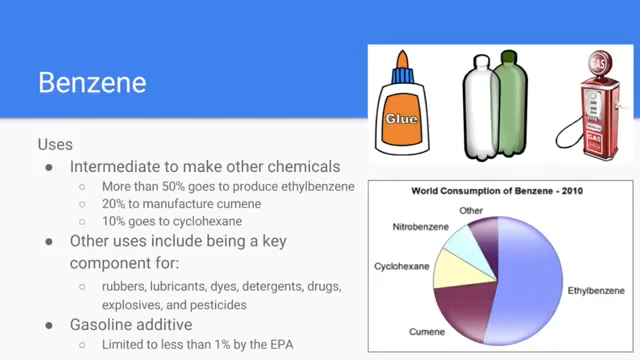 Benzene
Glue
GAS
GAS
Uses
● Intermediate to make other chemicals
○ More than 50% goes to produce ethylbenzene
○ 20% to manufacture cumene
○ 10% goes to cyclohexane
● Other uses include being a key
component for:
○ rubbers, lubricants, dyes, detergents, drugs,
explosives, and pesticides
● Gasoline additive
○ Limited to less than 1% by the EPA
World Consumption of Benzene - 2010
Other
Nitrobenzene
Cyclohexane
Ethylbenzene
Cumene